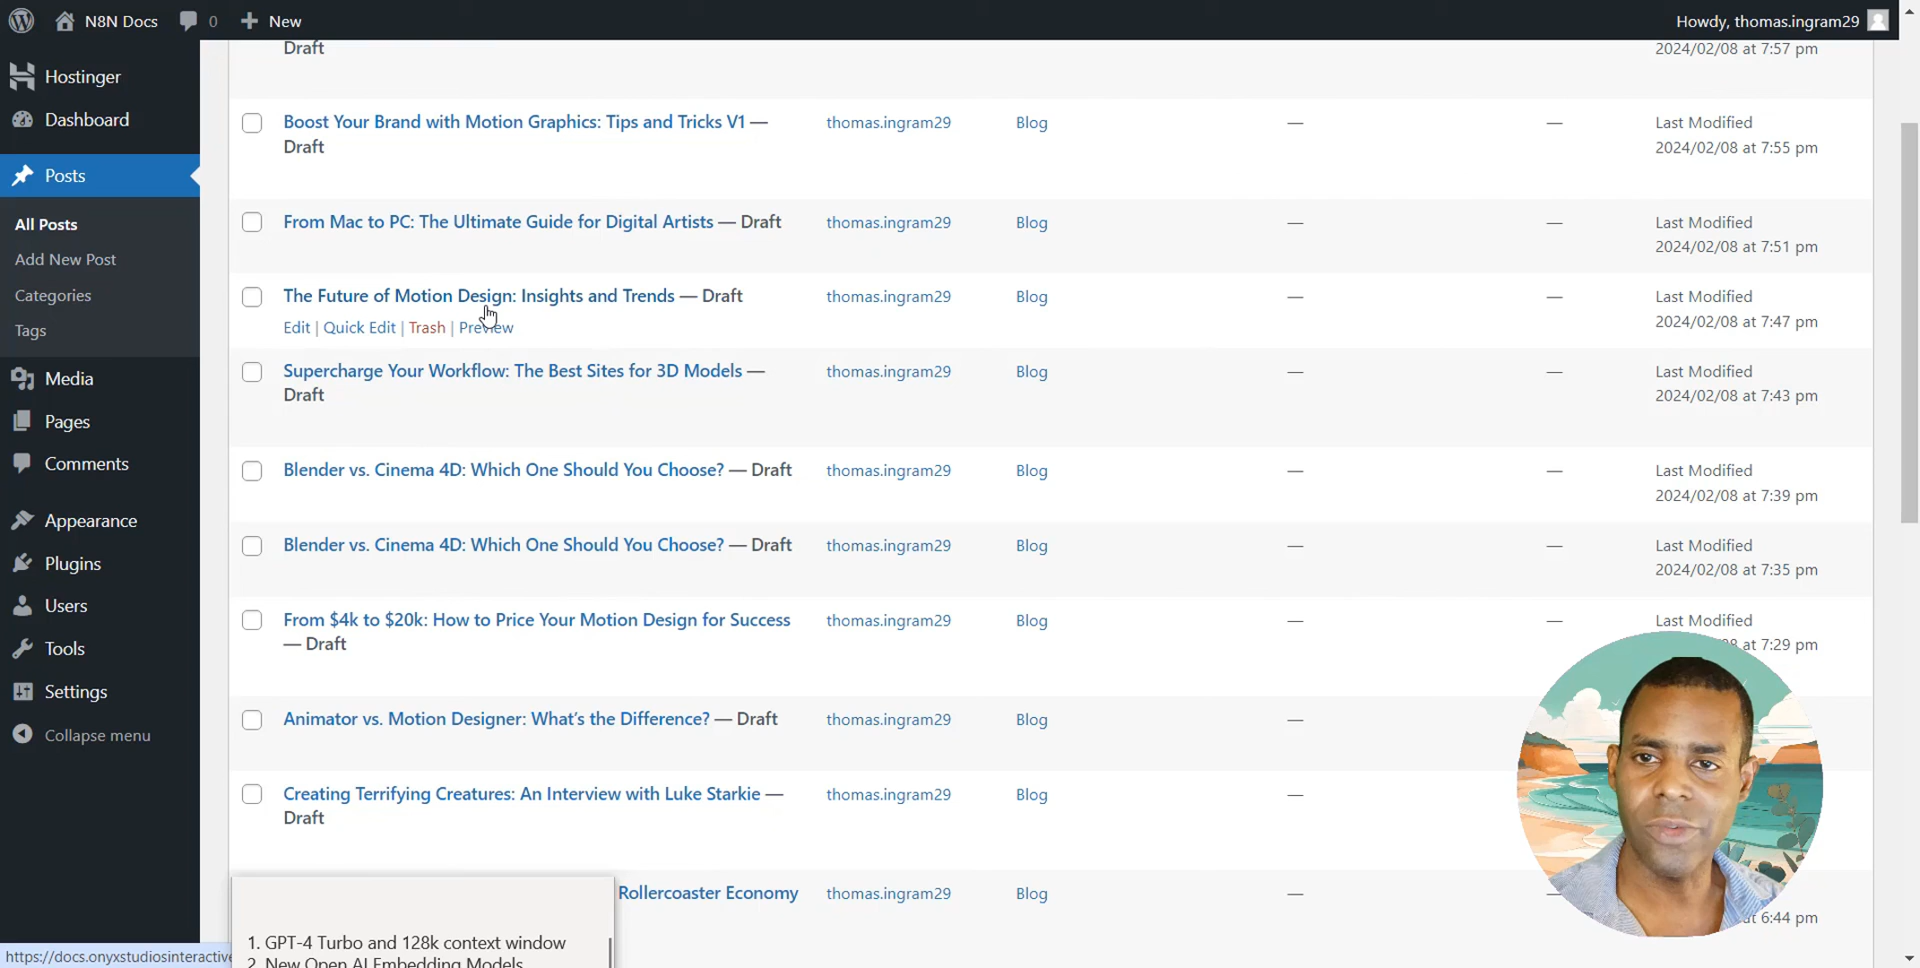 N8N Docs 0 New Howdy, thomas.ingram29
Hostinger
Dashboard
Posts
All Posts
Add New Post
Categories
Tags
Media
Pages
Comments
Appearance
Plugins
Users
Tools
Settings
Collapse menu
Draft 2024/02/08 at 7:57 pm
Boost Your Brand with Motion Graphics: Tips and Tricks V1 — thomas.ingram29 Blog — — Last Modified
Draft 2024/02/08 at 7:55 pm
From Mac to PC: The Ultimate Guide for Digital Artists — Draft thomas.ingram29 Blog — — Last Modified
2024/02/08 at 7:51 pm
The Future of Motion Design: Insights and Trends — Draft thomas.ingram29 Blog — — Last Modified
Edit | Quick Edit | Trash | Preview 2024/02/08 at 7:47 pm
Supercharge Your Workflow: The Best Sites for 3D Models — thomas.ingram29 Blog — — Last Modified
Draft 2024/02/08 at 7:43 pm
Blender vs. Cinema 4D: Which One Should You Choose? — Draft thomas.ingram29 Blog — — Last Modified
2024/02/08 at 7:39 pm
Blender vs. Cinema 4D: Which One Should You Choose? — Draft thomas.ingram29 Blog — — Last Modified
2024/02/08 at 7:35 pm
From $4k to $20k: How to Price Your Motion Design for Success thomas.ingram29 Blog — — Last Modified
— Draft at 7:29 pm
Animator vs. Motion Designer: What's the Difference? — Draft thomas.ingram29 Blog —
Creating Terrifying Creatures: An Interview with Luke Starkie — thomas.ingram29 Blog —
Draft
Rollercoaster Economy thomas.ingram29 Blog — —
at 6:44 pm
1. GPT-4 Turbo and 128k context window
2. New Open AI Embedding Models
https://docs.onyxstudiosinteractive